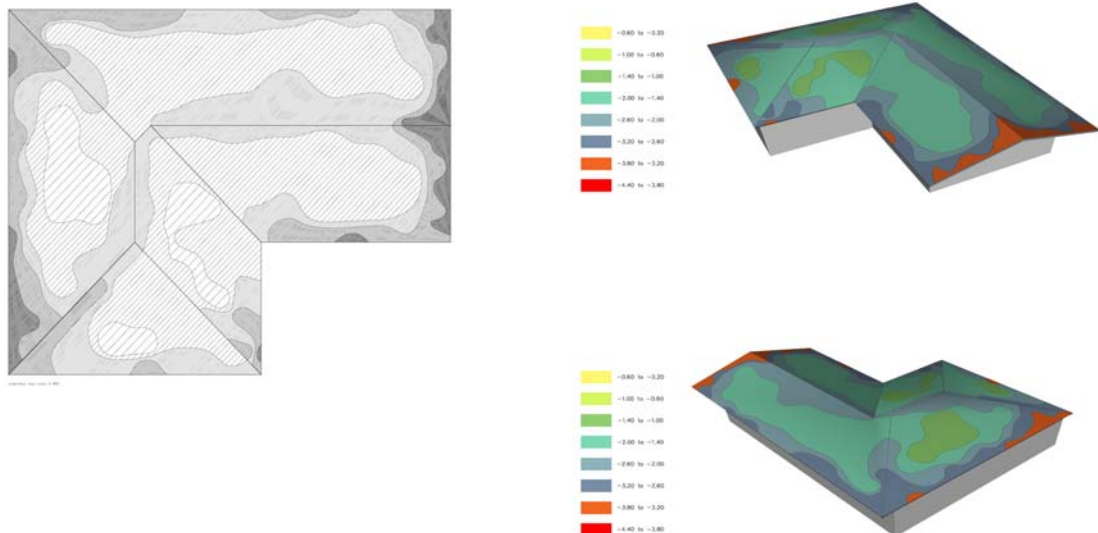 -0.60 to -0.20
-1.00 to -0.60
-1.40 to -1.00
-2.00 to -1.40
-2.60 to -2.00
-3.20 to -2.60
-3.80 to -3.20
-4.40 to -3.80
-0.60 to -0.20
-1.00 to -0.60
-1.40 to -1.00
-2.00 to -1.40
-2.60 to -2.00
-3.20 to -2.60
-3.80 to -3.20
-4.40 to -3.80